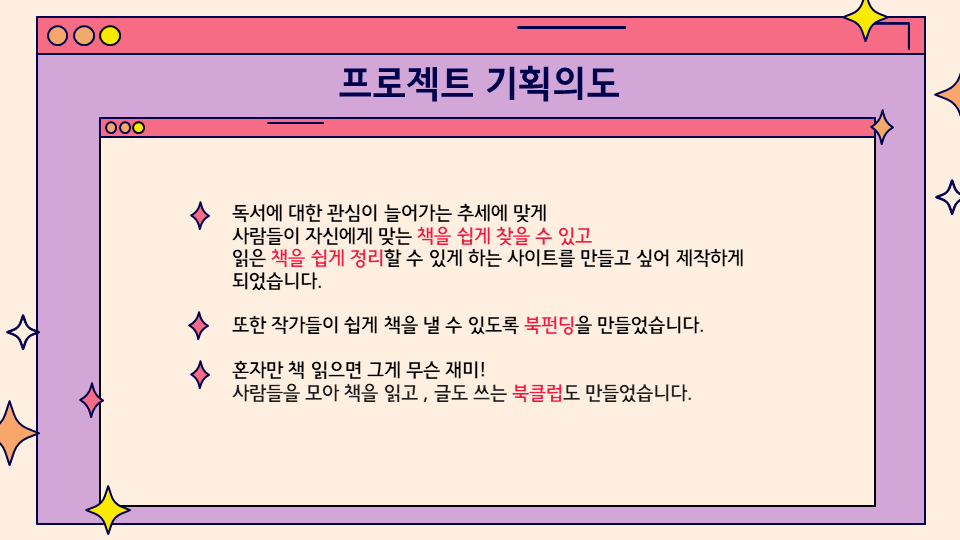 프로젝트 기획의도
독서에 대한 관심이 늘어가는 추세에 맞게
사람들이 자신에게 맞는 책을 쉽게 찾을 수 있고
읽은 책을 쉽게 정리할 수 있게 하는 사이트를 만들고 싶어 제작하게
되었습니다.
또한 작가들이 쉽게 책을 낼 수 있도록 북펀딩을 만들었습니다.
혼자만 책 읽으면 그게 무슨 재미!
사람들을 모아 책을 읽고 , 글도 쓰는 북클럽도 만들었습니다.